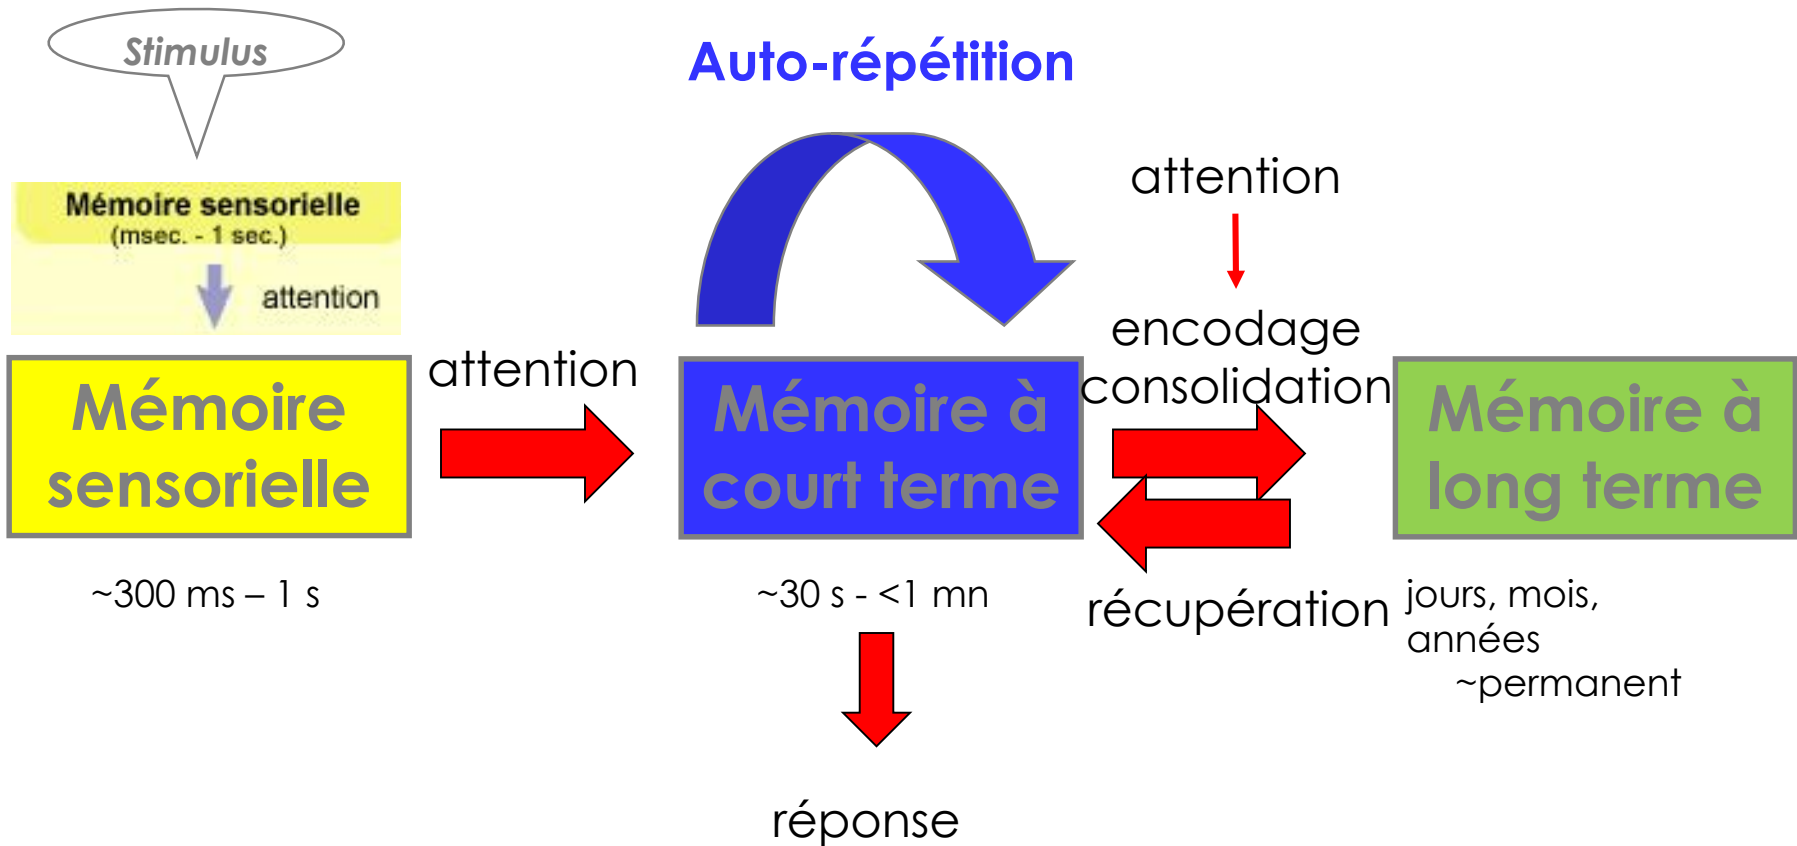 Stimulus
Auto-répétition
Mémoire sensorielle
(msec. - 1 sec.)
attention
attention
encodage
consolidation
attention
Mémoire
sensorielle
Mémoire à
court terme
Mémoire à
long terme
~300 ms – 1 s
~30 s - <1 mn
récupération
jours, mois,
années
~permanent
réponse